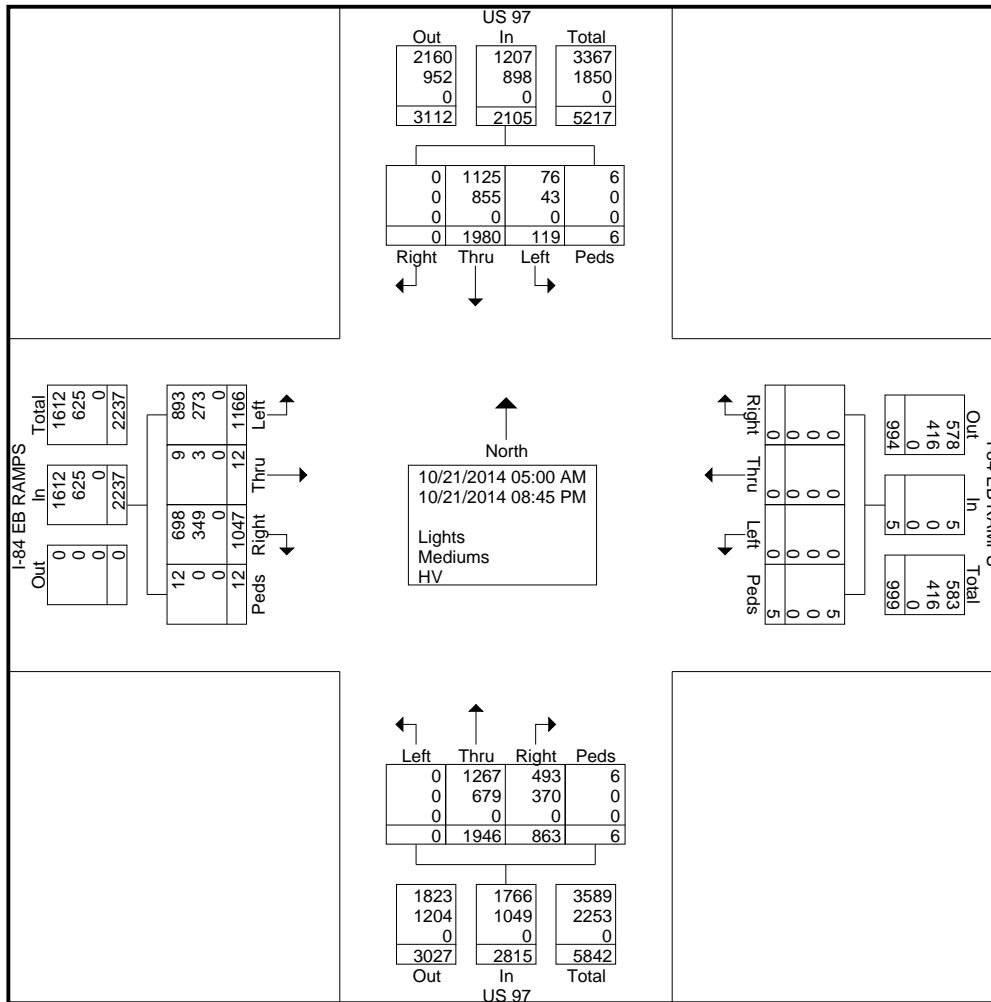 US 97
Out In Total
2160 1207 3367
952 898 1850
0 0 0
3112 2105 5217
0 1125 76 6
0 855 43 0
0 0 0 0
0 1980 119 6
Right Thru Left Peds
I-84 EB RAMPS
Total In Out
1612 1612 0
625 625 0
0 0 0
2237 2237 0
893 9 698 12
273 3 349 0
0 0 0 0
1166 12 1047 12
Left Thru Right Peds
North
10/21/2014 05:00 AM
10/21/2014 08:45 PM
Lights
Mediums
HV
Right Thru Left Peds
0 0 0 5
0 0 0 0
0 0 0 0
0 0 0 5
Out In Total
578 5 583
416 0 416
0 0 0
994 5 999
Left Thru Right Peds
0 1267 493 6
0 679 370 0
0 0 0 0
0 1946 863 6
1823 1766 3589
1204 1049 2253
0 0 0
3027 2815 5842
Out In Total
US 97